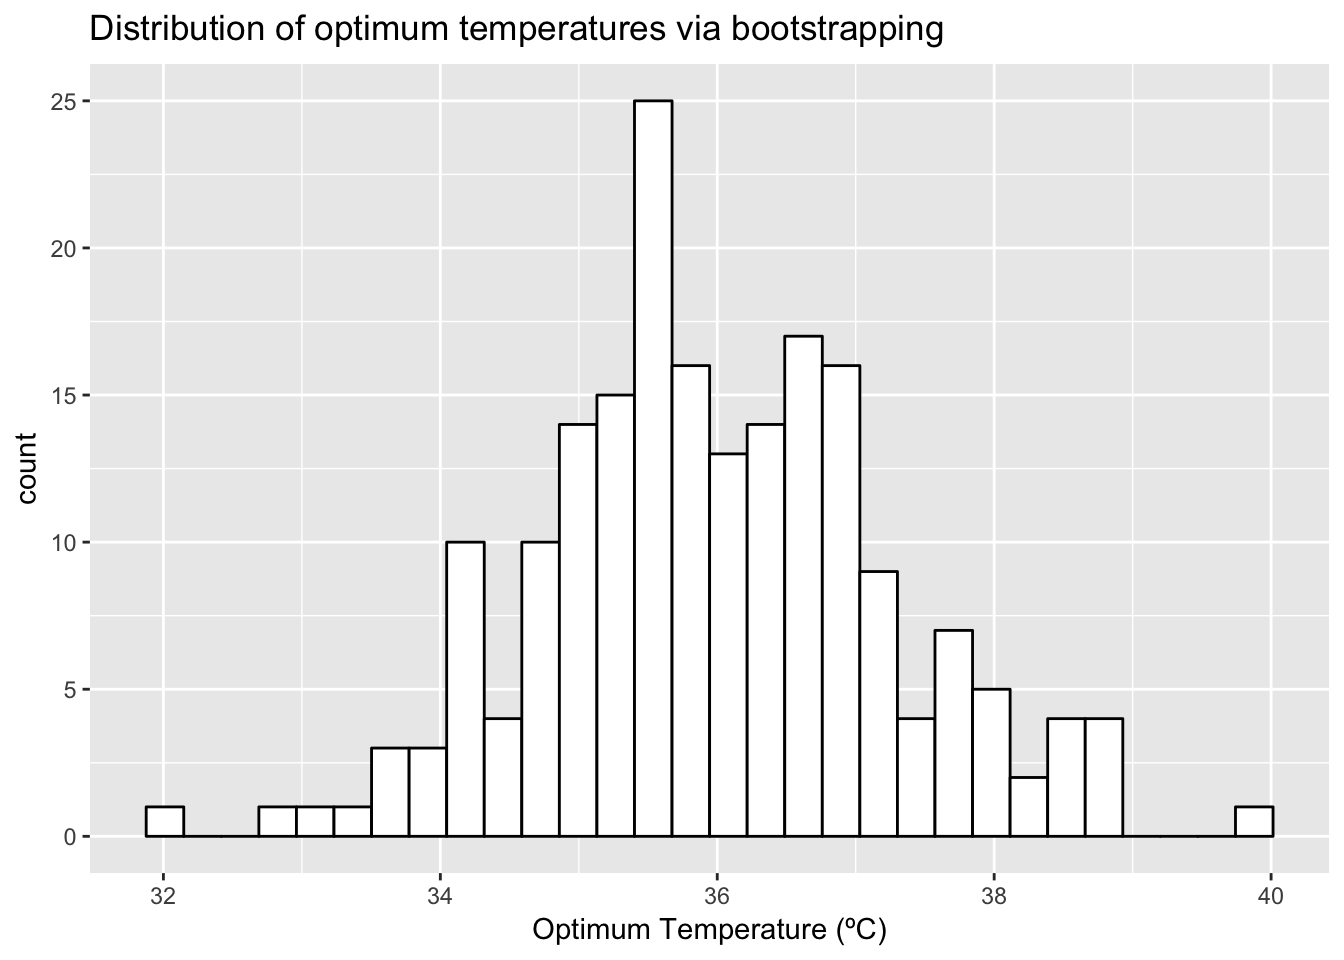 Distribution of optimum temperatures via bootstrapping
25
20
15
10
5
0
count
32 34 36 38 40
Optimum Temperature (ºC)